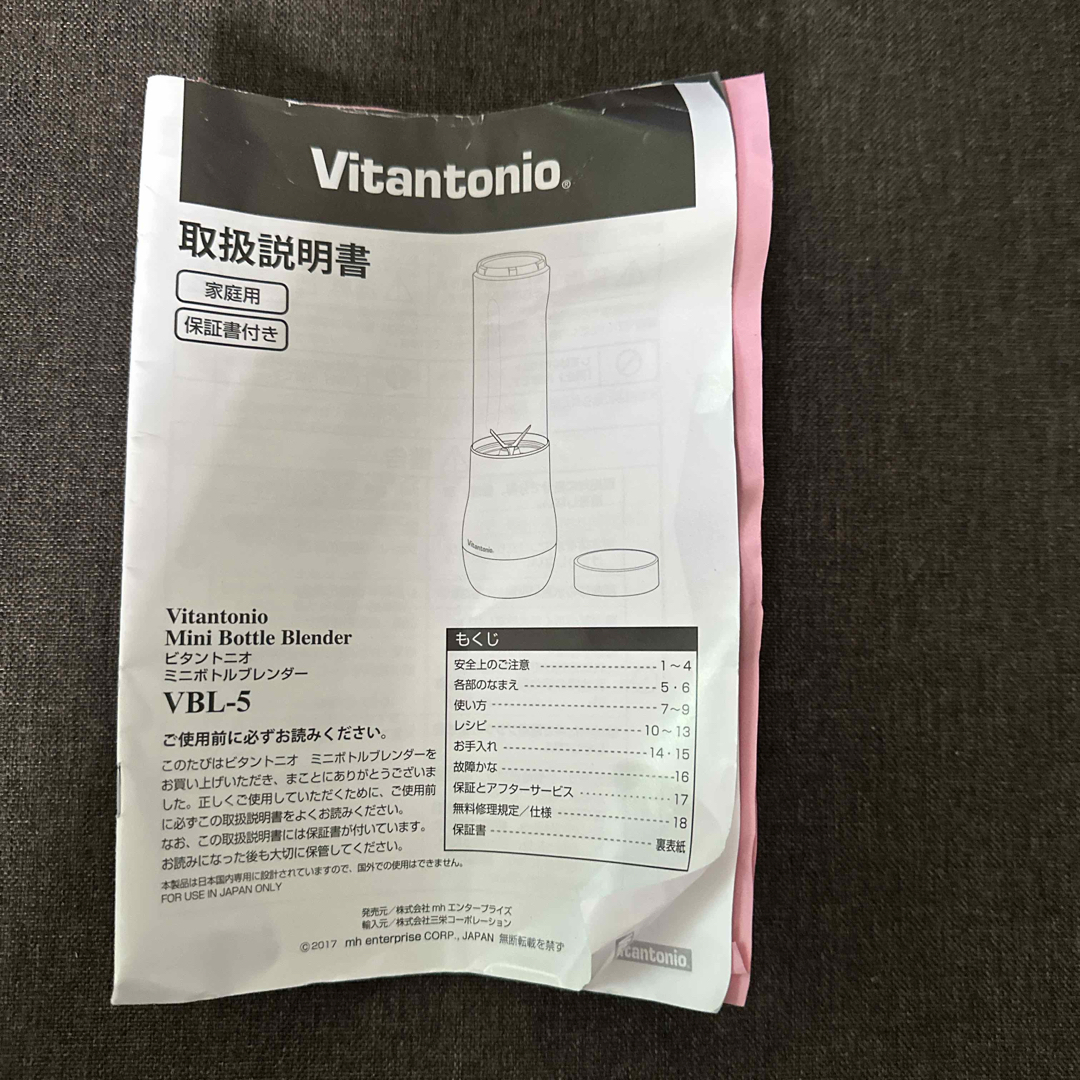 Vitantonio®
取扱説明書
家庭用
保証書付き
Vitantonio
Vitantonio
Mini Bottle Blender
ビタントニオ
ミニボトルブレンダー
VBL-5
ご使用前に必ずお読みください。
このたびはビタントニオ ミニボトルブレンダーを
お買い上げいただき、まことにありがとうございま
した。正しくご使用していただくために、ご使用前
に必ずこの取扱説明書をよくお読みください。
なお、この取扱説明書には保証書が付いています。
お読みになった後も大切に保管してください。
本製品は日本国内専用に設計されていますので、国外での使用はできません。
FOR USE IN JAPAN ONLY
もくじ
安全上のご注意 ---------- 1~4
各部のなまえ ---------- 5・6
使い方 ---------- 7~9
レシピ ---------- 10~13
お手入れ ---------- 14・15
故障かな ---------- 16
保証とアフターサービス ---------- 17
無料修理規定/仕様 ---------- 18
保証書 ---------- 裏表紙
発売元/株式会社 mh エンタープライズ
輸入元/株式会社三栄コーポレーション
©2017 mh enterprise CORP., JAPAN 無断転載を禁ず
Vitantonio.